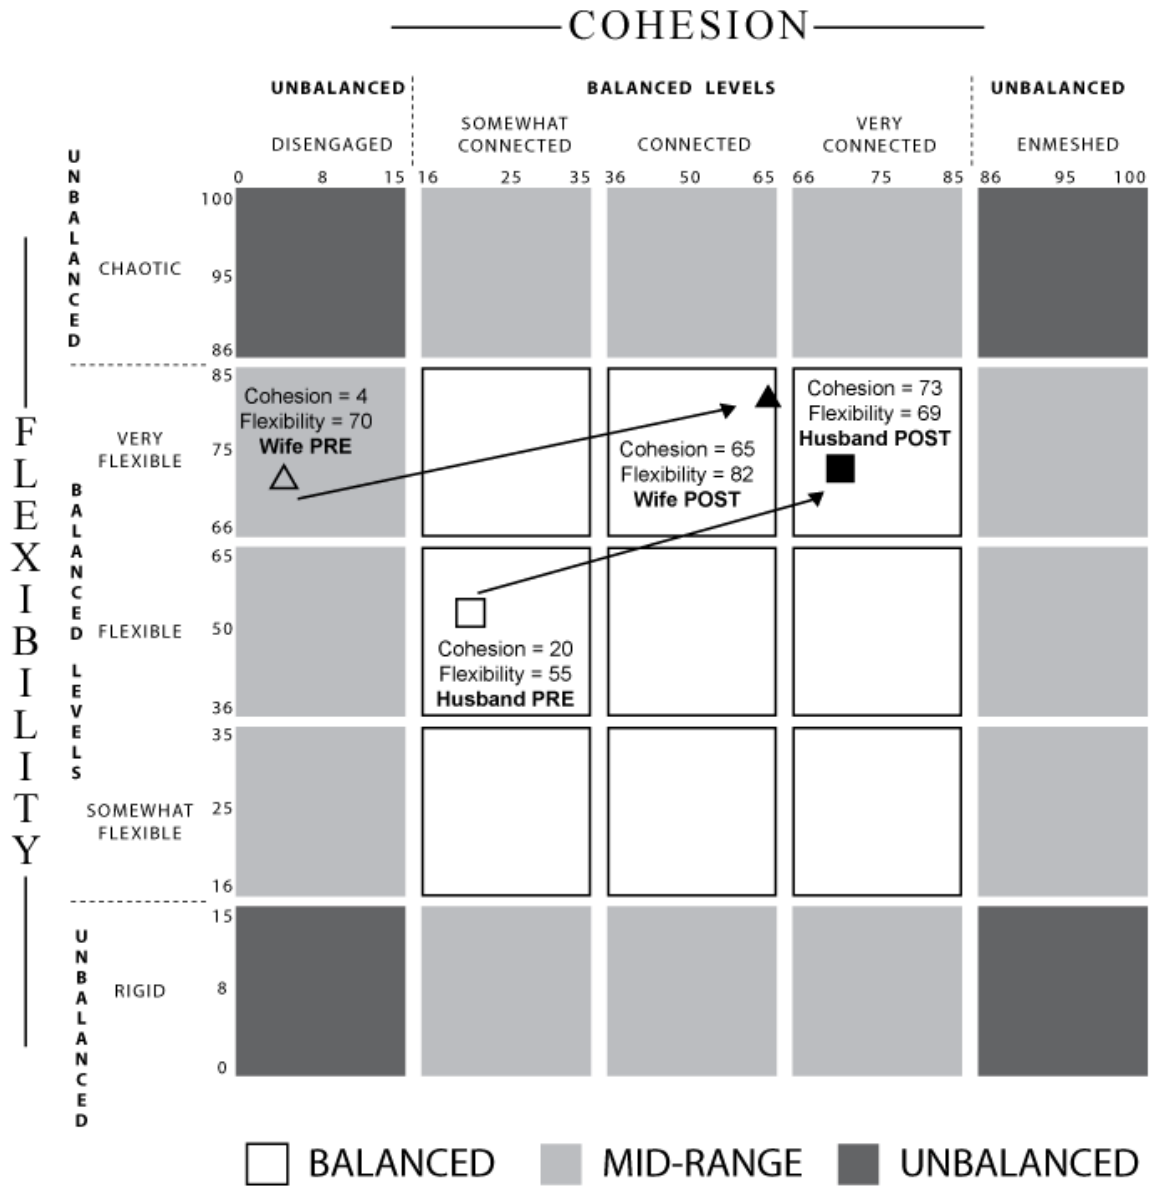 COHESION
UNBALANCED
BALANCED LEVELS
UNBALANCED
DISENGAGED
SOMEWHAT
CONNECTED
CONNECTED
VERY
CONNECTED
ENMESHED
0 8 15 16 25 35 36 50 65 66 75 85 86 95 100
FLEXIBILITY
UNBALANCED
CHAOTIC
100
95
86
BALANCED LEVELS
VERY
FLEXIBLE
85
75
66
Cohesion = 4
Flexibility = 70
Wife PRE
Cohesion = 65
Flexibility = 82
Wife POST
Cohesion = 73
Flexibility = 69
Husband POST
FLEXIBLE
65
50
36
Cohesion = 20
Flexibility = 55
Husband PRE
SOMEWHAT
FLEXIBLE
35
25
16
UNBALANCED
RIGID
15
8
0
BALANCED
MID-RANGE
UNBALANCED